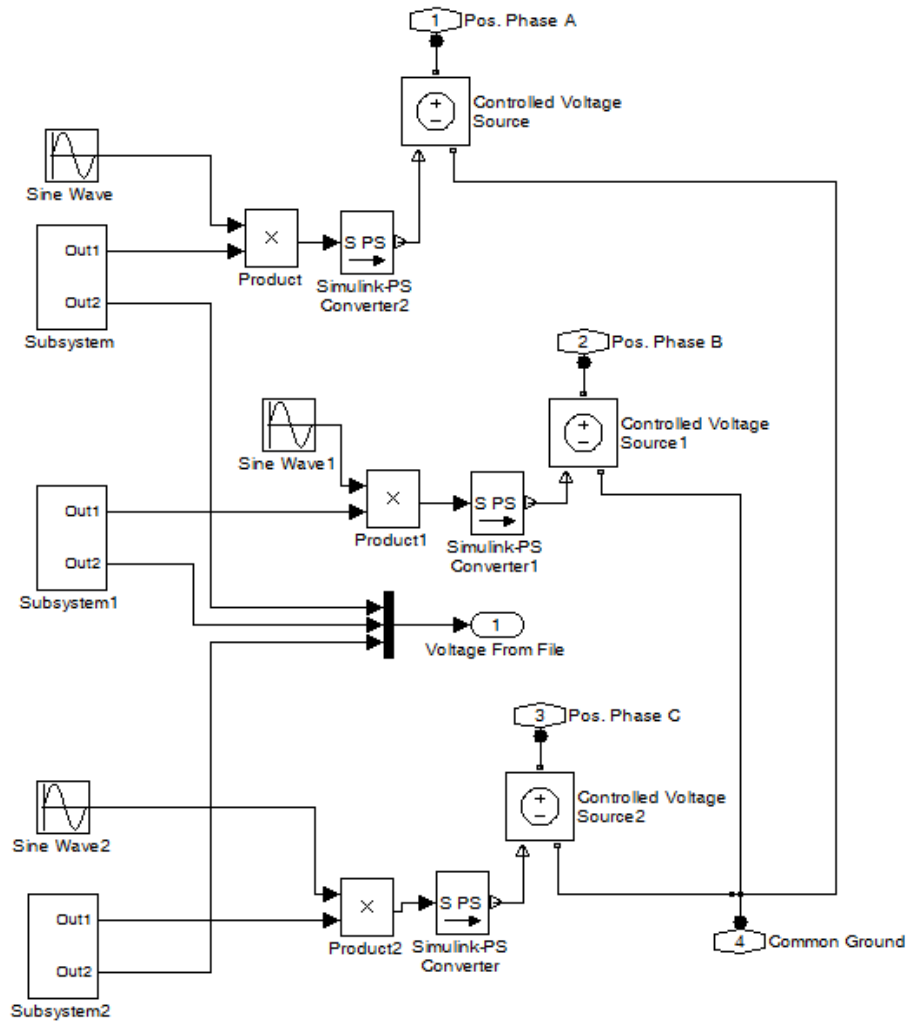 1 Pos. Phase A
Controlled Voltage
Source
Sine Wave
Out1
Out2
Subsystem
×
Product
S PS
Simulink-PS
Converter2
2 Pos. Phase B
Controlled Voltage
Source1
Sine Wave1
Out1
Out2
Subsystem1
×
Product1
S PS
Simulink-PS
Converter1
1
Voltage From File
3 Pos. Phase C
Controlled Voltage
Source2
Sine Wave2
Out1
Out2
Subsystem2
×
Product2
S PS
Simulink-PS
Converter
4 Common Ground